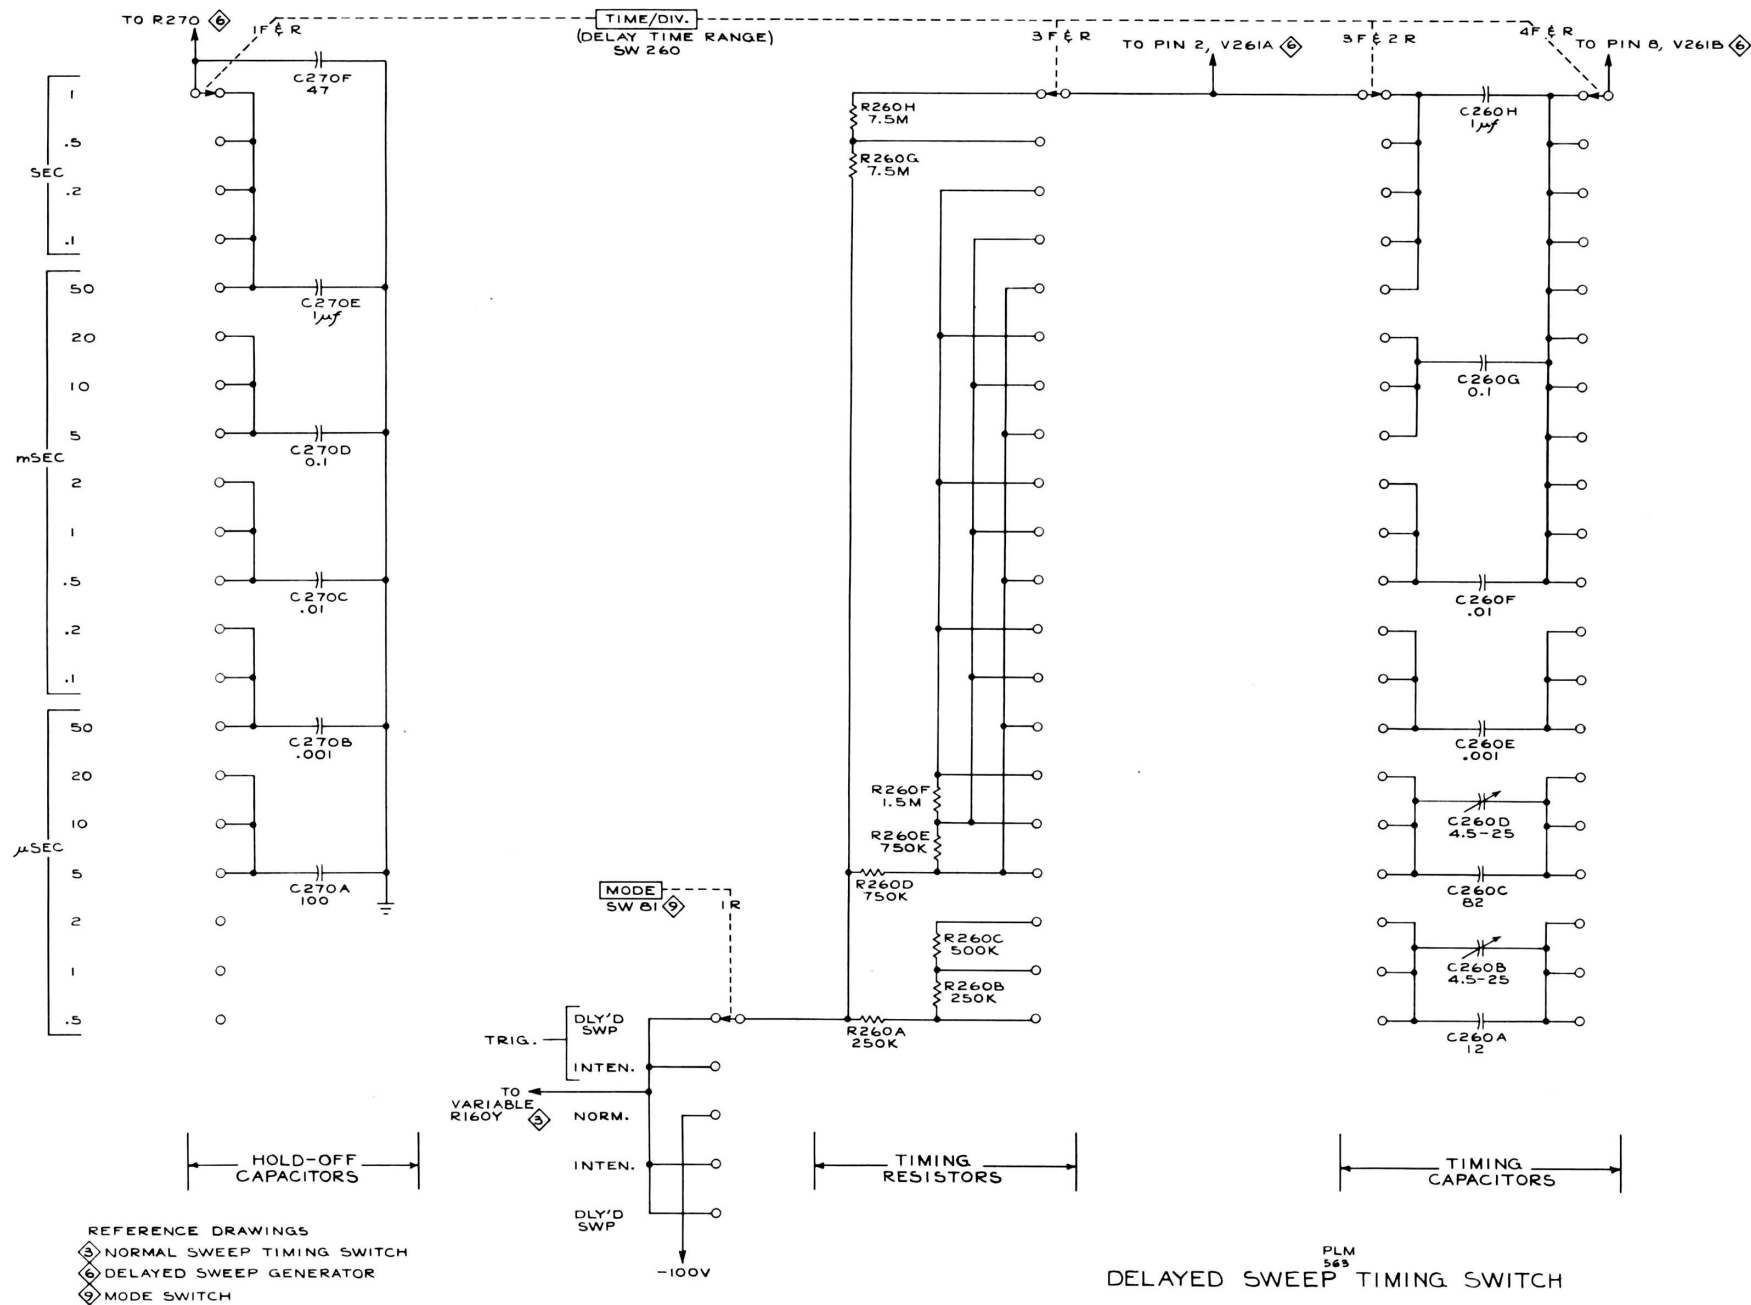 TO R270 6
1F & R
TIME/DIV.
(DELAY TIME RANGE)
SW 260
3 F & R
TO PIN 2, V261A 6
3 F & 2 R
4F & R
TO PIN 8, V261B 6
C270F
47
SEC
1
.5
.2
.1
mSEC
50
20
10
5
2
1
.5
.2
.1
µSEC
50
20
10
5
2
1
.5
C270E
1µf
C270D
0.1
C270C
.01
C270B
.001
C270A
100
R260H
7.5M
R260G
7.5M
R260F
1.5M
R260E
750K
R260D
750K
R260C
500K
R260B
250K
R260A
250K
C260H
1µf
C260G
0.1
C260F
.01
C260E
.001
C260D
4.5-25
C260C
82
C260B
4.5-25
C260A
12
MODE
SW 81 9
1 R
TRIG.
DLY'D
SWP
INTEN.
TO
VARIABLE
R160Y 3
NORM.
INTEN.
DLY'D
SWP
-100V
HOLD-OFF
CAPACITORS
TIMING
RESISTORS
TIMING
CAPACITORS
REFERENCE DRAWINGS
3 NORMAL SWEEP TIMING SWITCH
6 DELAYED SWEEP GENERATOR
9 MODE SWITCH
PLM
563
DELAYED SWEEP TIMING SWITCH